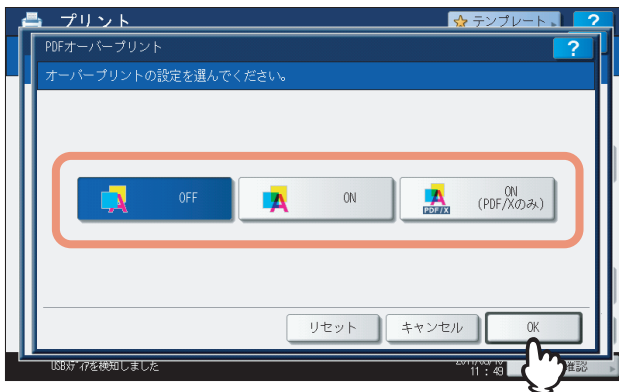 プリント
テンプレート
?
PDFオーバープリント
?
オーバープリントの設定を選んでください。
OFF
ON
PDF/X
ON
(PDF/Xのみ)
リセット
キャンセル
OK
USBﾒﾃﾞｨｱを検知しました
11 : 49
確認